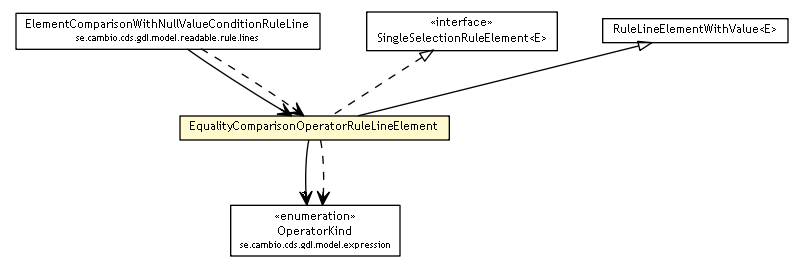 ElementComparisonWithNullValueConditionRuleLine
se.cambio.cds.gdl.model.readable.rule.lines
«interface»
SingleSelectionRuleElement<E>
RuleLineElementWithValue<E>
EqualityComparisonOperatorRuleLineElement
«enumeration»
OperatorKind
se.cambio.cds.gdl.model.expression